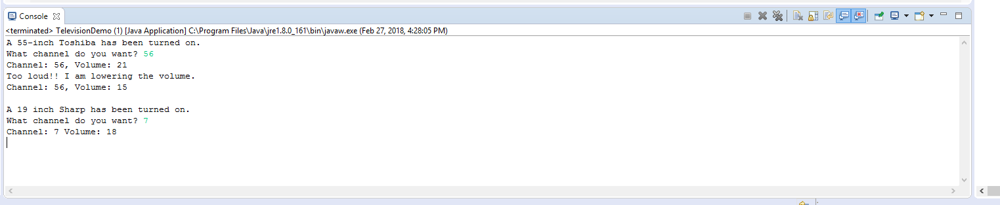 Console
<terminated> TelevisionDemo (1) [Java Application] C:\Program Files\Java\jre1.8.0_161\bin\javaw.exe (Feb 27, 2018, 4:28:05 PM)
A 55-inch Toshiba has been turned on.
What channel do you want? 56
Channel: 56, Volume: 21
Too loud!! I am lowering the volume.
Channel: 56, Volume: 15
A 19 inch Sharp has been turned on.
What channel do you want? 7
Channel: 7 Volume: 18